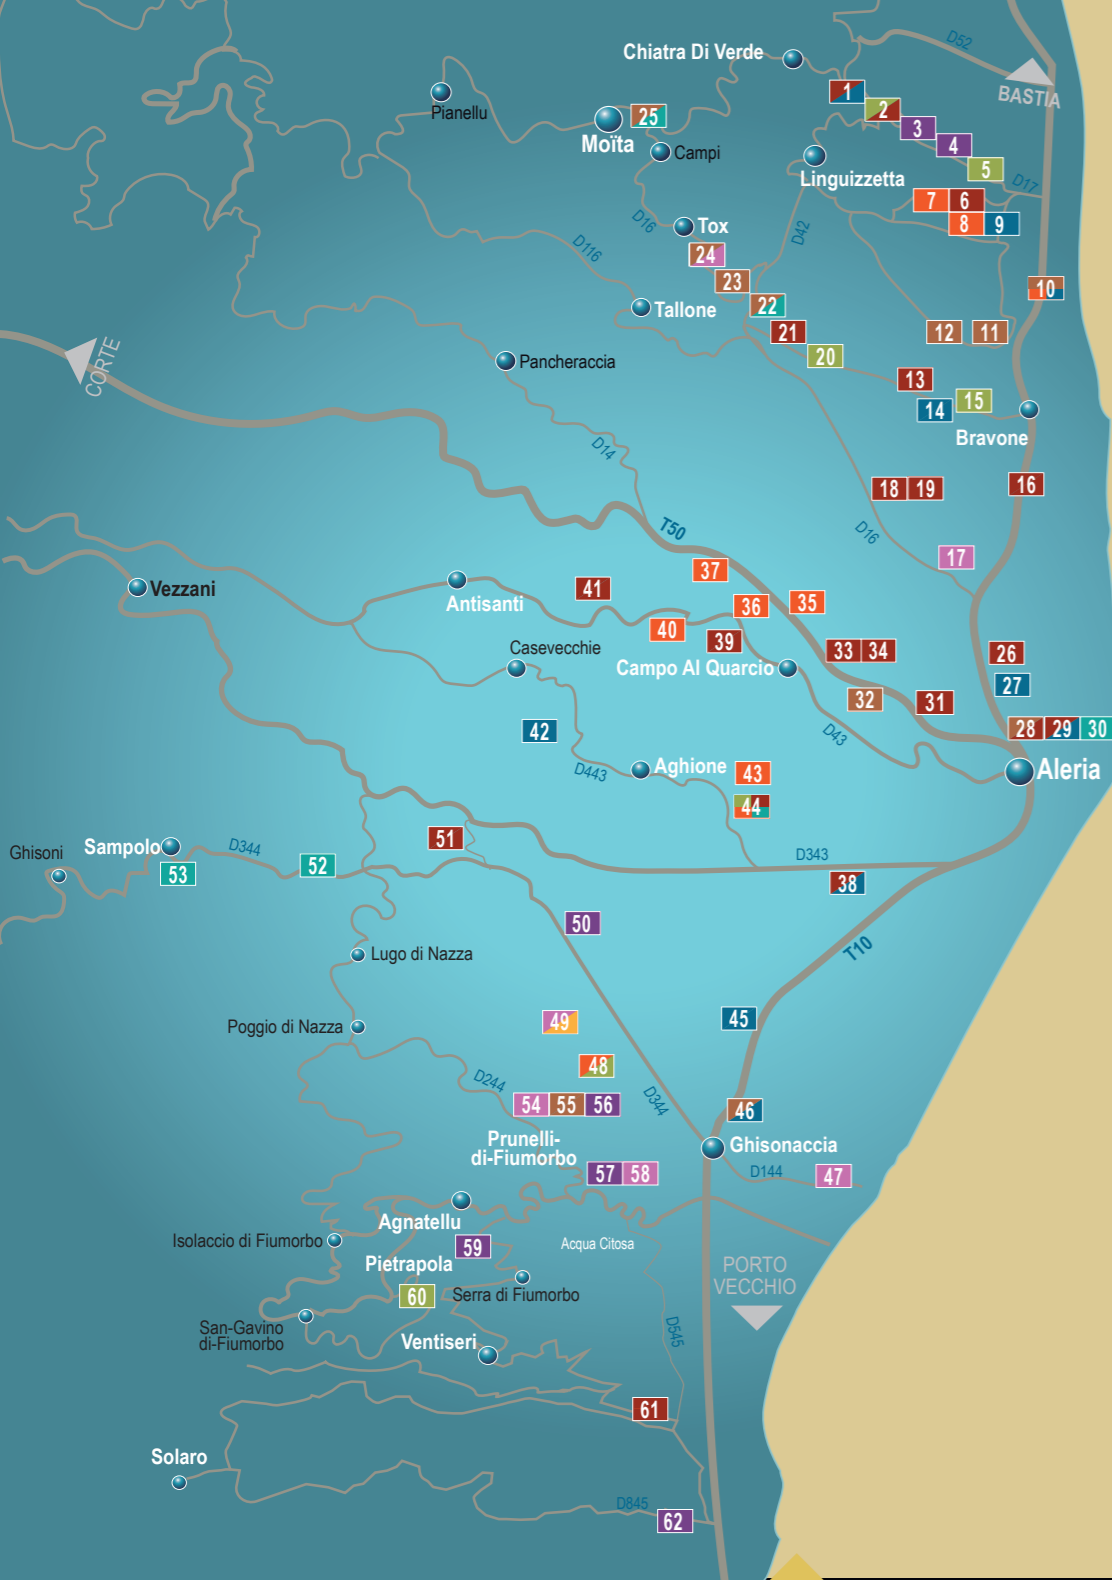 D52
Chiatra Di Verde
BASTIA
1
Pianellu
2
25
3
Moïta
4
Campi
5
Linguizzetta
D17
7 6
D16
Tox
8 9
D42
D116
24
23
10
22
Tallone
21
12 11
20
CORTE
Pancheraccia
13
15
14
Bravone
D14
18 19
16
T50
D16
17
37
Vezzani
41
Antisanti
36
35
40
39
Casevecchie
33 34
26
Campo Al Quarcio
27
32
31
42
28 29 30
D43
Aghione
43
D443
Aleria
44
51
Ghisoni
Sampolo
D344
D343
53
52
38
50
Lugo di Nazza
T10
49
45
Poggio di Nazza
48
D244
54 55 56
D344
46
Prunelli-
di-Fiumorbo
Ghisonaccia
57 58
D144
47
Agnatellu
Isolaccio di Fiumorbo
59
Acqua Citosa
Pietrapola
PORTO
VECCHIO
60
Serra di Fiumorbo
San-Gavino
di-Fiumorbo
Ventiseri
D545
61
Solaro
D845
62